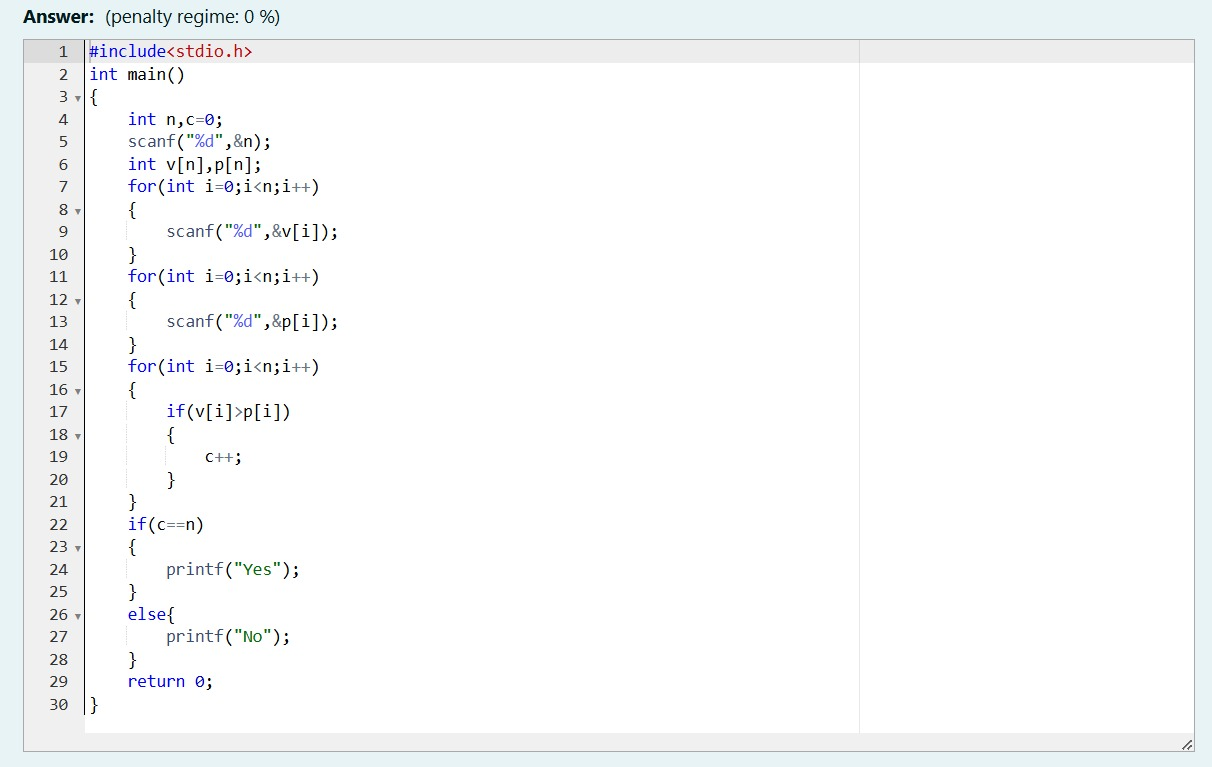 Answer: (penalty regime: 0 %)
1 #include<stdio.h>
2 int main()
3 {
4     int n,c=0;
5     scanf("%d",&n);
6     int v[n],p[n];
7     for(int i=0;i<n;i++)
8     {
9         scanf("%d",&v[i]);
10     }
11     for(int i=0;i<n;i++)
12     {
13         scanf("%d",&p[i]);
14     }
15     for(int i=0;i<n;i++)
16     {
17         if(v[i]>p[i])
18         {
19             c++;
20         }
21     }
22     if(c==n)
23     {
24         printf("Yes");
25     }
26     else{
27         printf("No");
28     }
29     return 0;
30 }